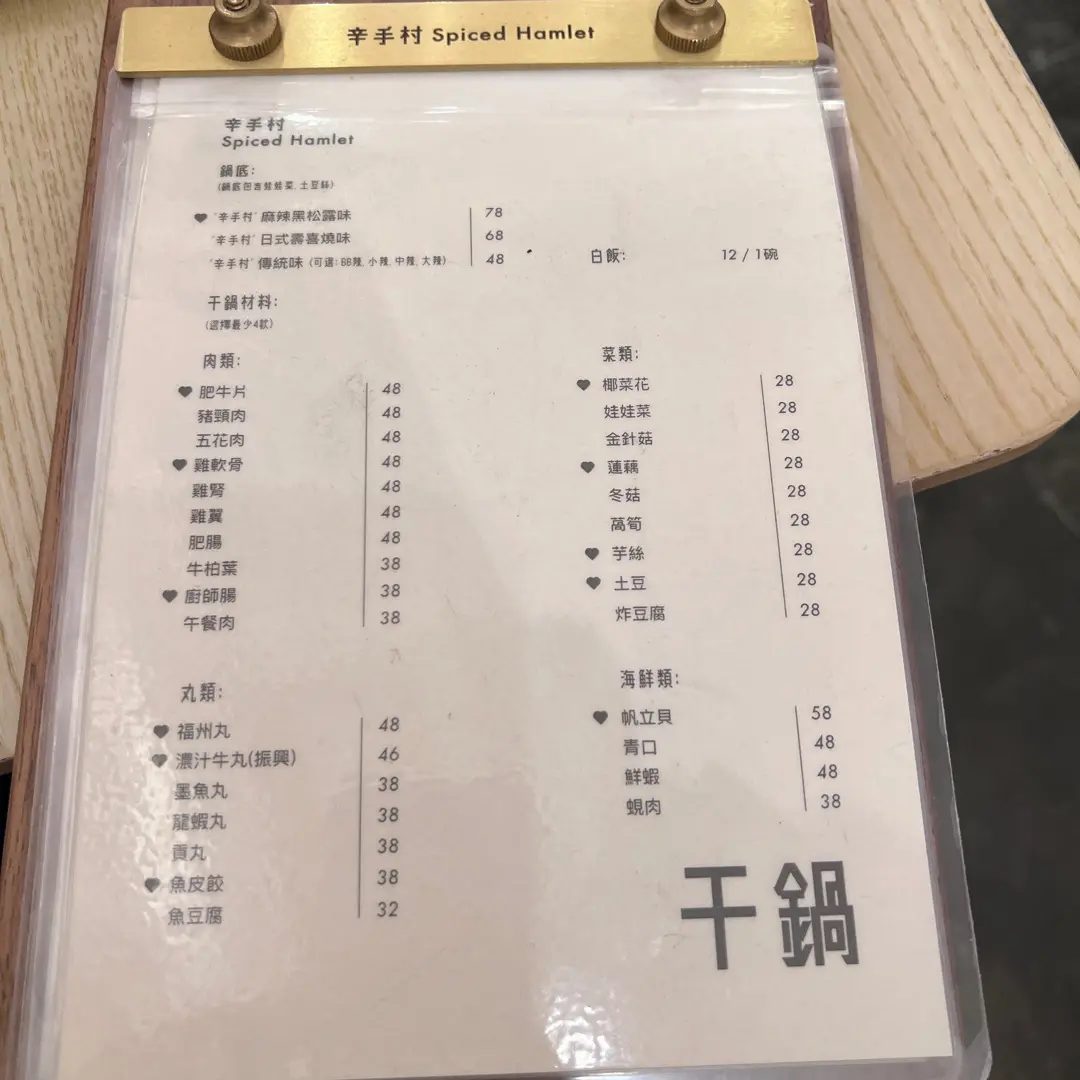 辛手村 Spiced Hamlet
辛手村
Spiced Hamlet
鍋底:
(鍋底包含娃娃菜, 土豆絲)
"辛手村" 麻辣黑松露味 78
"辛手村" 日式壽喜燒味 68
"辛手村" 傳統味 (可選: BB辣, 小辣, 中辣, 大辣) 48
白飯: 12 / 1碗
干鍋材料:
(選擇最少4款)
肉類:
肥牛片 48
豬頸肉 48
五花肉 48
雞軟骨 48
雞腎 48
雞翼 48
肥腸 48
牛柏葉 38
廚師腸 38
午餐肉 38
丸類:
福州丸 48
濃汁牛丸(振興) 46
墨魚丸 38
龍蝦丸 38
貢丸 38
魚皮餃 38
魚豆腐 32
菜類:
椰菜花 28
娃娃菜 28
金針菇 28
蓮藕 28
冬菇 28
萵筍 28
芋絲 28
土豆 28
炸豆腐 28
海鮮類:
帆立貝 58
青口 48
鮮蝦 48
蜆肉 38
干鍋